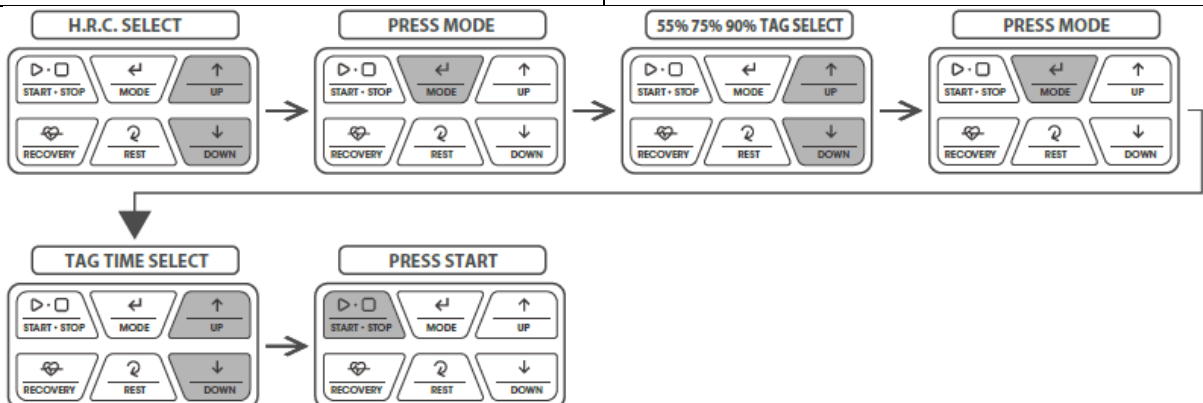 H.R.C. SELECT
PRESS MODE
55% 75% 90% TAG SELECT
PRESS MODE
START • STOP MODE UP
START • STOP MODE UP
START • STOP MODE UP
START • STOP MODE UP
RECOVERY REST DOWN
RECOVERY REST DOWN
RECOVERY REST DOWN
RECOVERY REST DOWN
TAG TIME SELECT
PRESS START
START • STOP MODE UP
START • STOP MODE UP
RECOVERY REST DOWN
RECOVERY REST DOWN